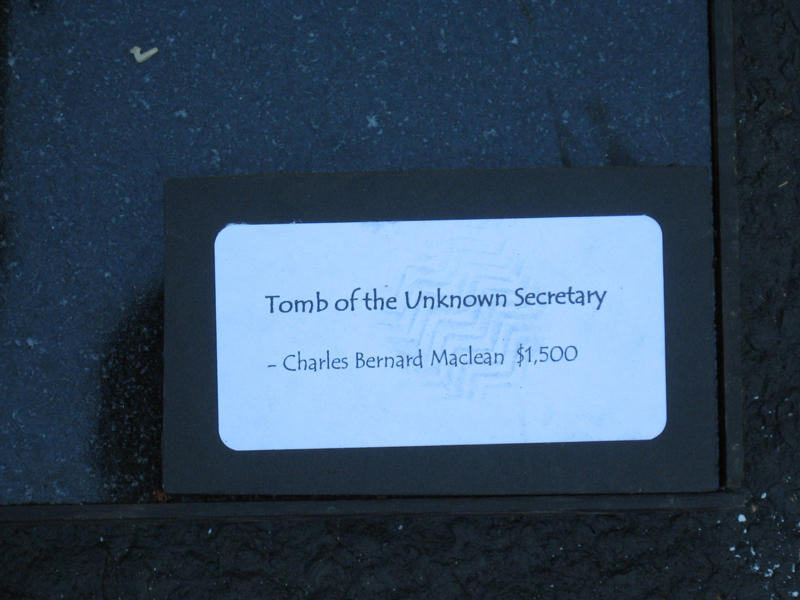 Tomb of the Unknown Secretary
- Charles Bernard Maclean $1,500